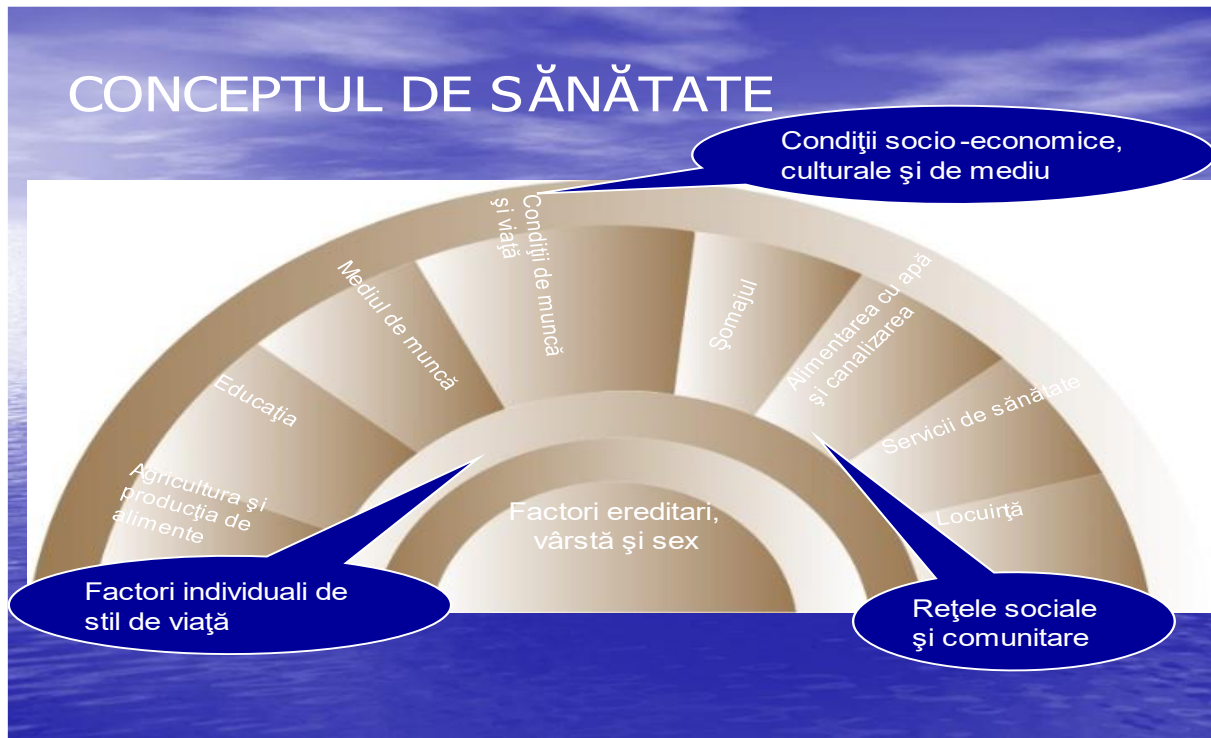 CONCEPTUL DE SĂNĂTATE
Condiţii socio-economice,
culturale şi de mediu
Condiţii de muncă
şi viaţă
Mediul de muncă
Şomajul
Alimentarea cu apă
şi canalizarea
Educaţia
Servicii de sănătate
Agricultura şi
producţia de
alimente
Factori ereditari,
vârstă şi sex
Locuinţă
Factori individuali de
stil de viaţă
Reţele sociale
şi comunitare